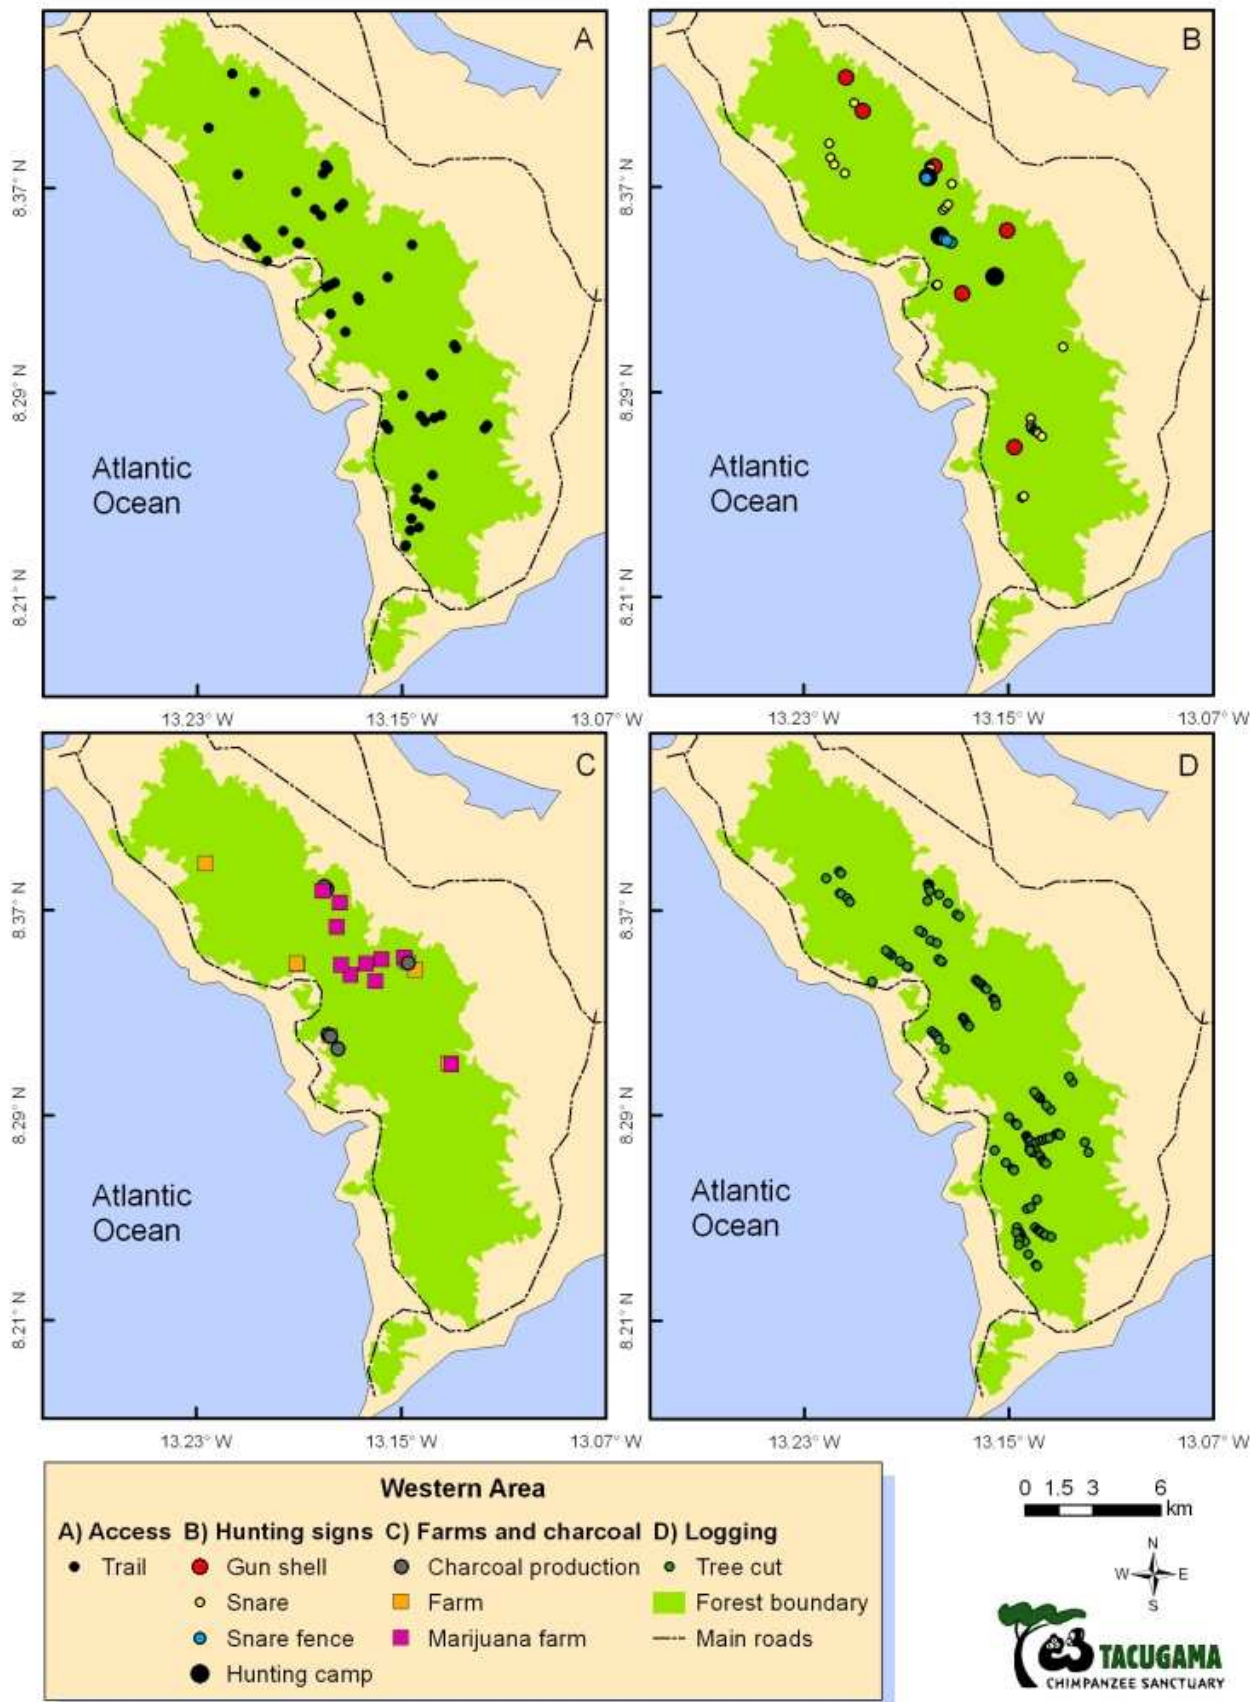 A
B
8.37° N
8.37° N
8.29° N
8.29° N
Atlantic
Ocean
Atlantic
Ocean
8.21° N
8.21° N
13.23° W
13.15° W
13.07° W
13.23° W
13.15° W
13.07° W
C
D
8.37° N
8.37° N
8.29° N
8.29° N
Atlantic
Ocean
Atlantic
Ocean
8.21° N
8.21° N
13.23° W
13.15° W
13.07° W
13.23° W
13.15° W
13.07° W
Western Area
A) Access B) Hunting signs C) Farms and charcoal D) Logging
Trail Gun shell Charcoal production Tree cut
Snare Farm Forest boundary
Snare fence Marijuana farm Main roads
Hunting camp
0 1.5 3 6
km
N
W E
S
TACUGAMA
CHIMPANZEE SANCTUARY